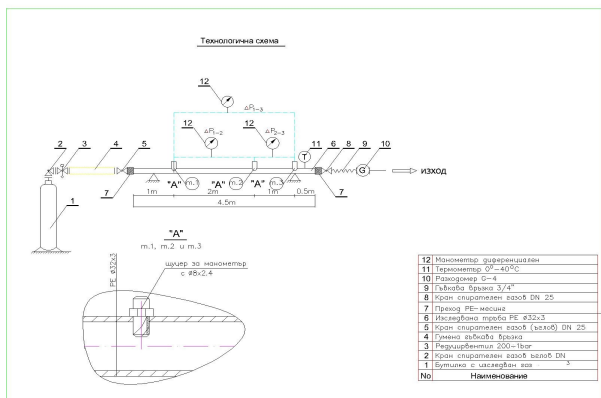 Технологична схема
12
ΔP1-3
12
12
ΔP1-2
ΔP2-3
2
3
4
5
11
6
8
9
10
T
G
ИЗХОД
7
"А" т.1
"А" т.2
"А" т.3
7
1m
2m
1m
0.5m
4.5m
1
"А"
т.1, т.2 и т.3
PE ø32x3
щуцер за манометър
с ø8x2.4
12 Манометър диференциален
11 Термометър 0°-40°C
10 Разходомер G-4
9 Гъвкава връзка 3/4"
8 Кран спирателен газов DN 25
7 Преход PE-месинг
6 Изследвана тръба PE ø32x3
5 Кран спирателен газов (ъглов) DN 25
4 Гумена гъвкава връзка
3 Редуцирвентил 200-1bar
2 Кран спирателен газов ъглов DN
1 Бутилка с изследван газ 3
No Наименование